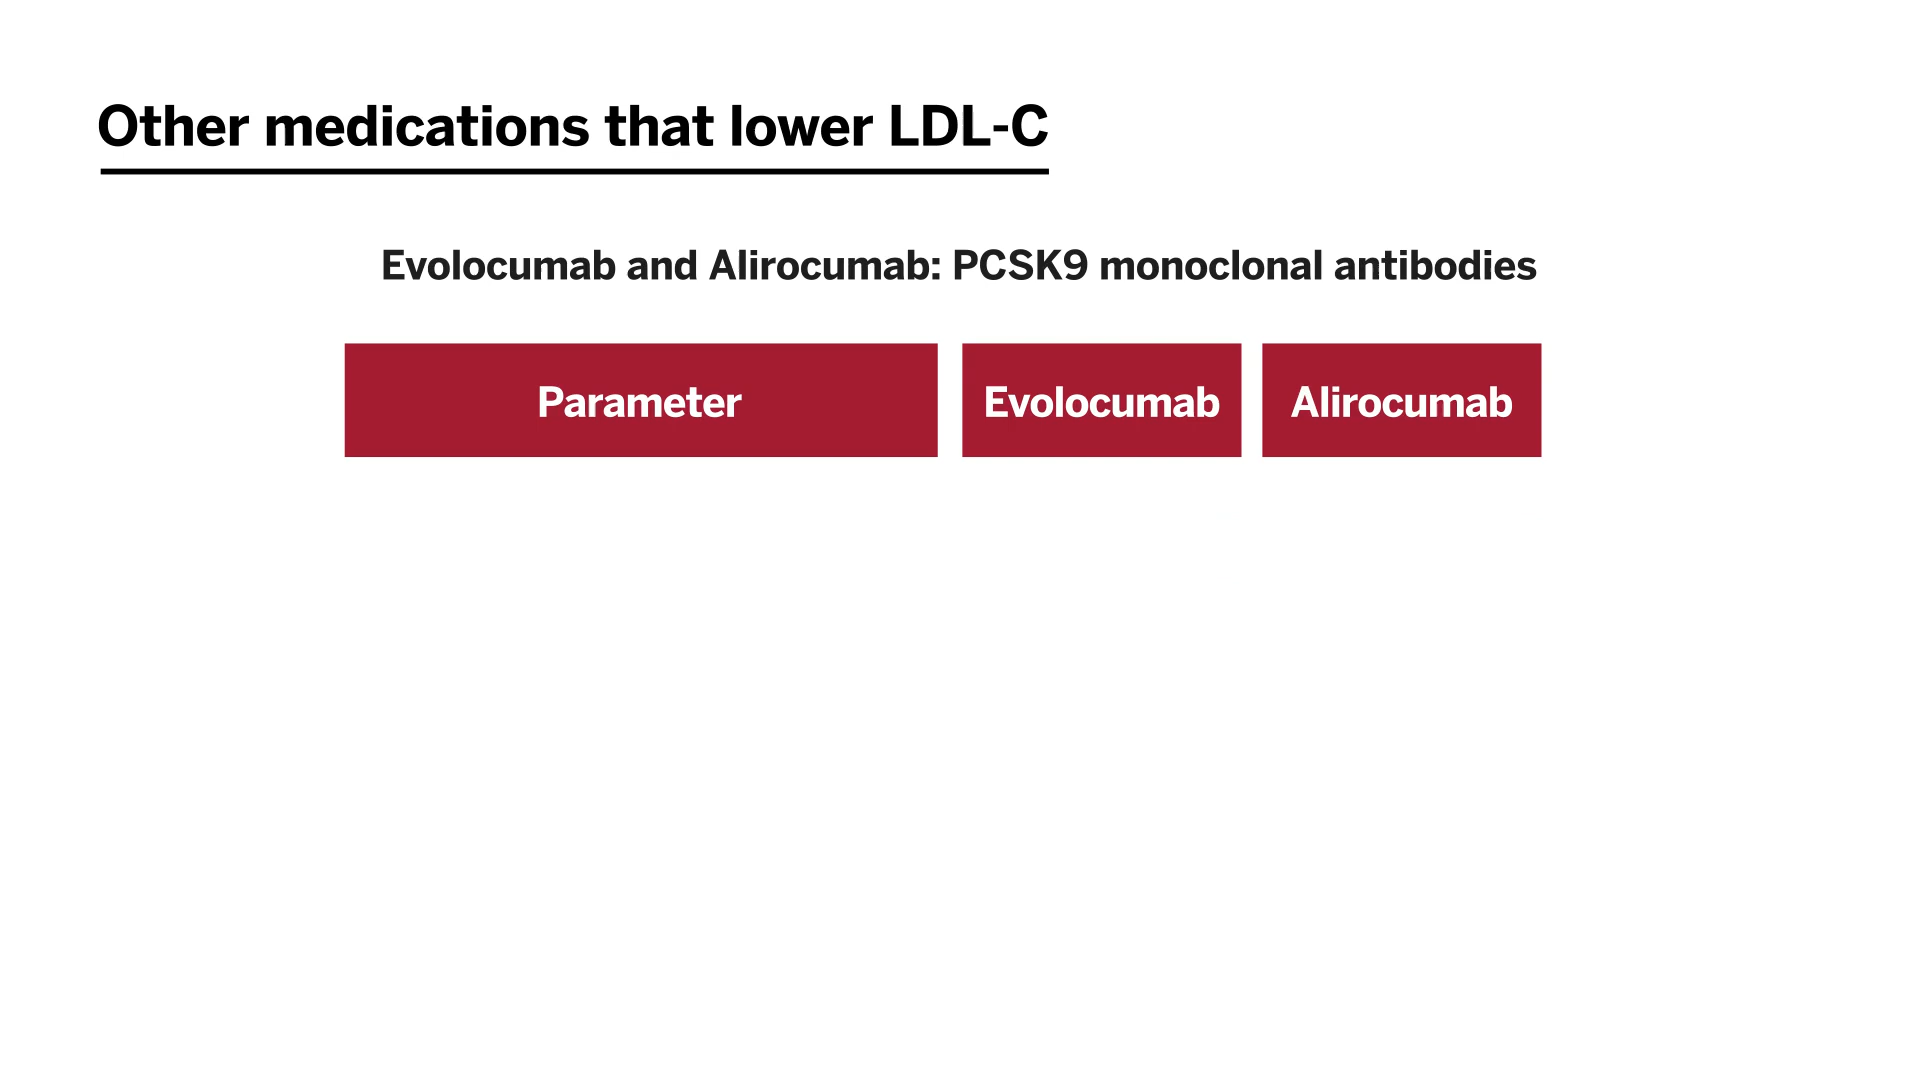 Other medications that lower LDL-C
Evolocumab and Alirocumab: PCSK9 monoclonal antibodies
Parameter Evolocumab Alirocumab